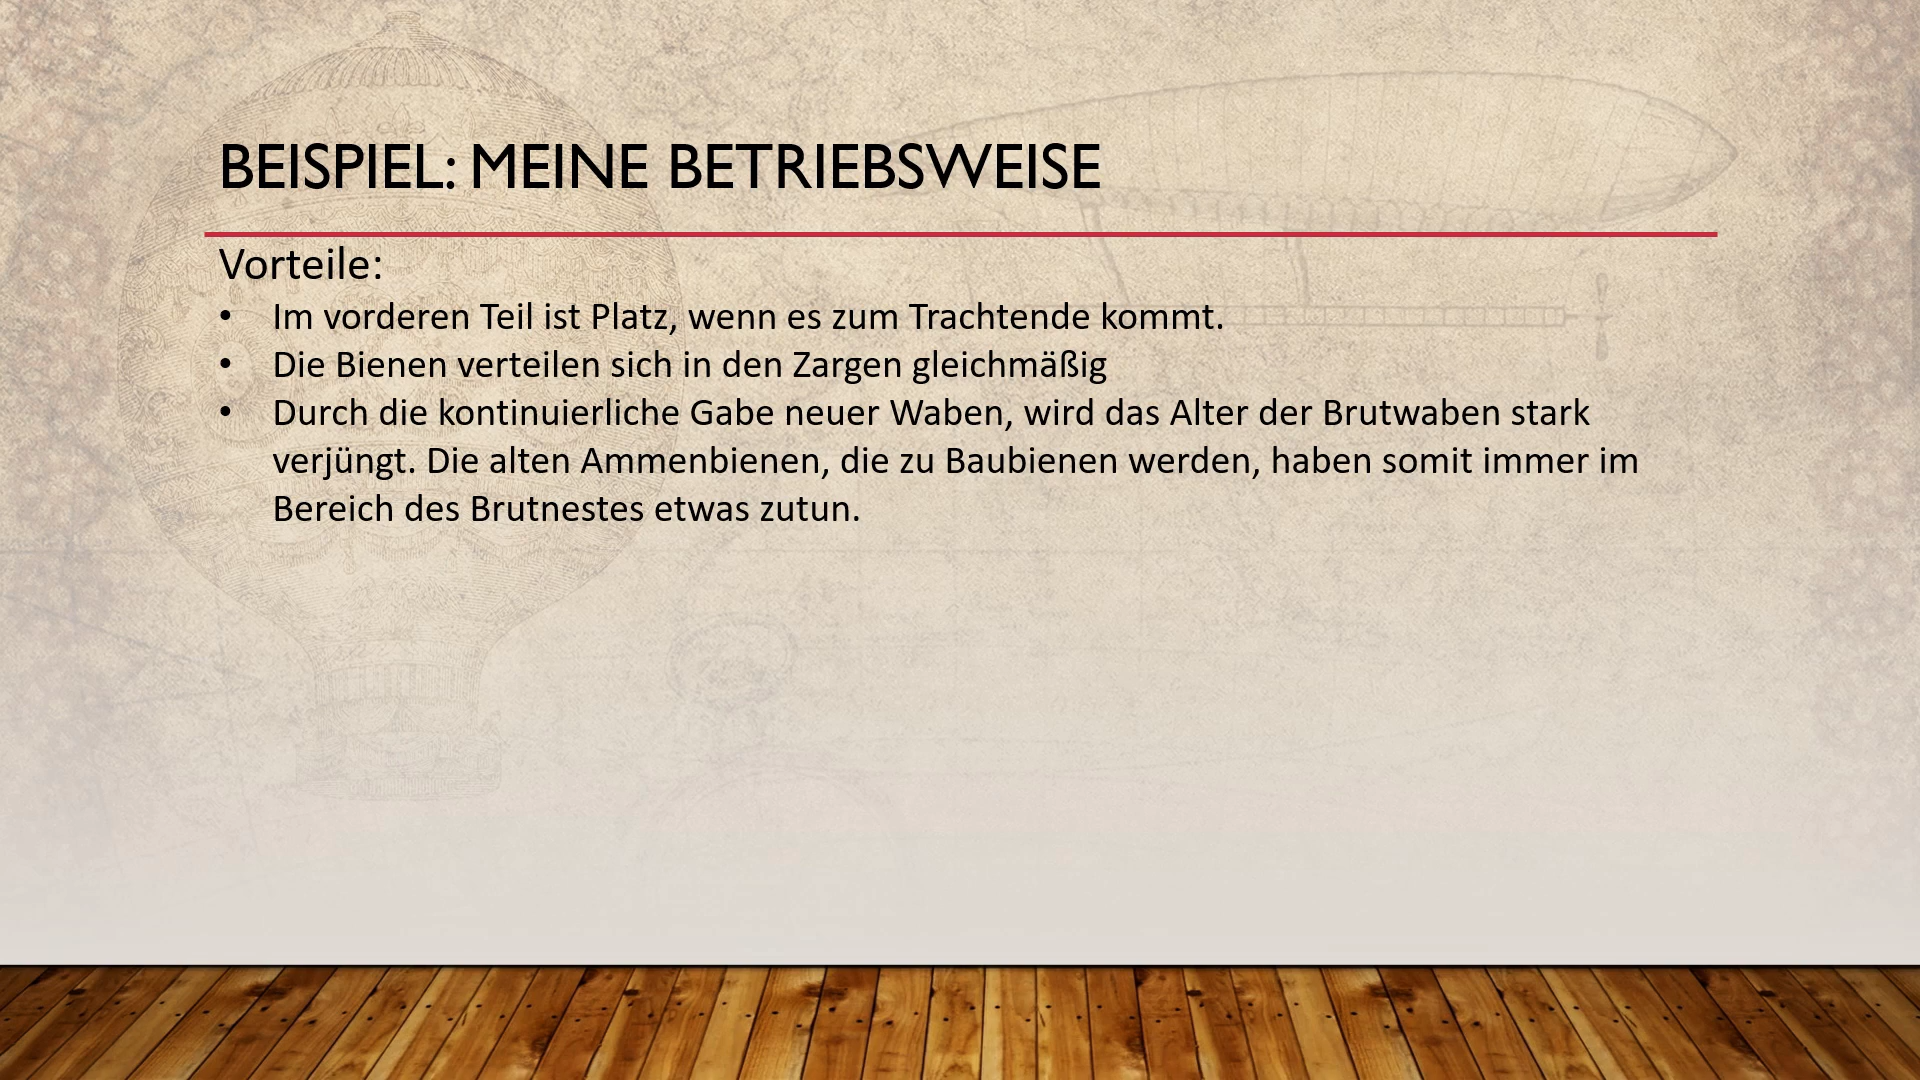 BEISPIEL: MEINE BETRIEBSWEISE
Vorteile:
• Im vorderen Teil ist Platz, wenn es zum Trachtende kommt.
• Die Bienen verteilen sich in den Zargen gleichmäßig
• Durch die kontinuierliche Gabe neuer Waben, wird das Alter der Brutwaben stark
verjüngt. Die alten Ammenbienen, die zu Baubienen werden, haben somit immer im
Bereich des Brutnestes etwas zutun.